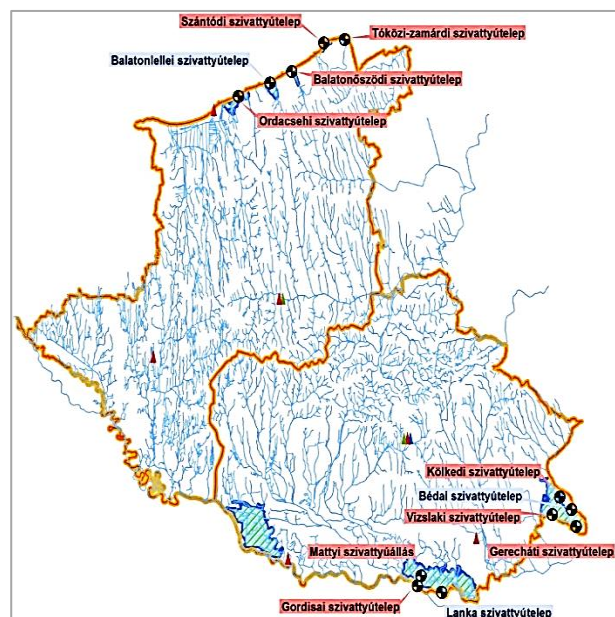 Szántódi szivattyútelep
Tóközi-zamárdi szivattyútelep
Balatonlellei szivattyútelep
Balatonőszödi szivattyútelep
Ordacsehi szivattyútelep
Kölkedi szivattyútelep
Bédai szivattyútelep
Vizslaki szivattyútelep
Mattyi szivattyúállás
Gerecháti szivattyútelep
Gordisai szivattyútelep
Lanka szivattyútelep